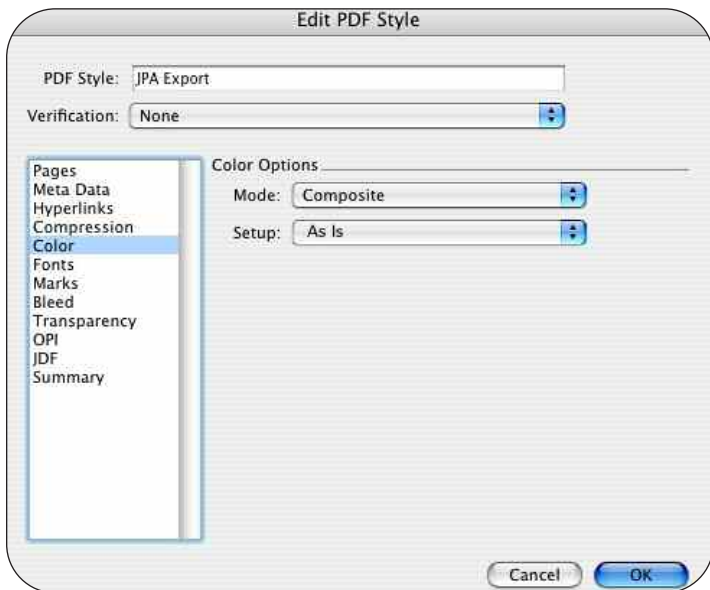 Edit PDF Style
PDF Style: JPA Export
Verification: None
Pages
Meta Data
Hyperlinks
Compression
Color
Fonts
Marks
Bleed
Transparency
OPI
JDF
Summary
Color Options
Mode: Composite
Setup: As Is
Cancel OK